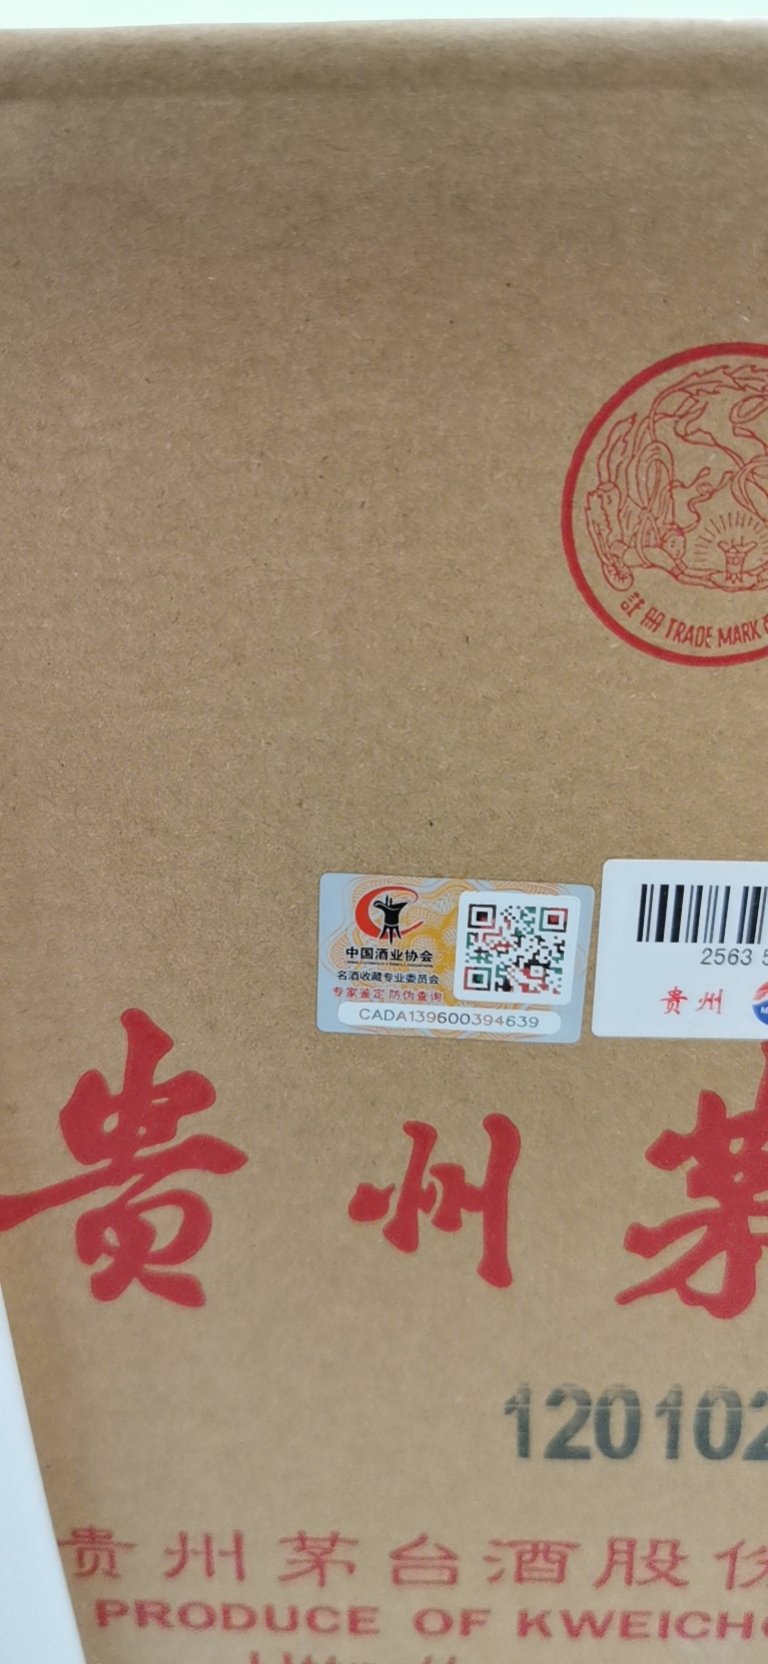 註册 TRADE MARK
中国酒业协会
名酒收藏专业委员会
专家鉴定 防伪查询
CADA139600394639
2563
贵州
贵州茅
120102
贵州茅台酒股份
PRODUCE OF KWEICH